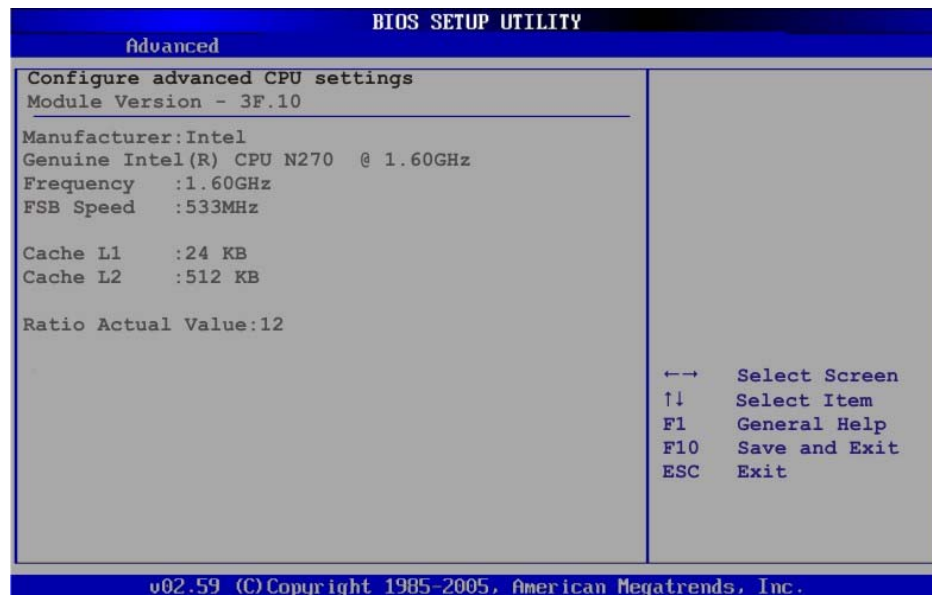 BIOS SETUP UTILITY
Advanced
Configure advanced CPU settings
Module Version - 3F.10
Manufacturer:Intel
Genuine Intel(R) CPU N270 @ 1.60GHz
Frequency :1.60GHz
FSB Speed :533MHz
Cache L1 :24 KB
Cache L2 :512 KB
Ratio Actual Value:12
←→ Select Screen
↑↓ Select Item
F1 General Help
F10 Save and Exit
ESC Exit
v02.59 (C)Copyright 1985-2005, American Megatrends, Inc.